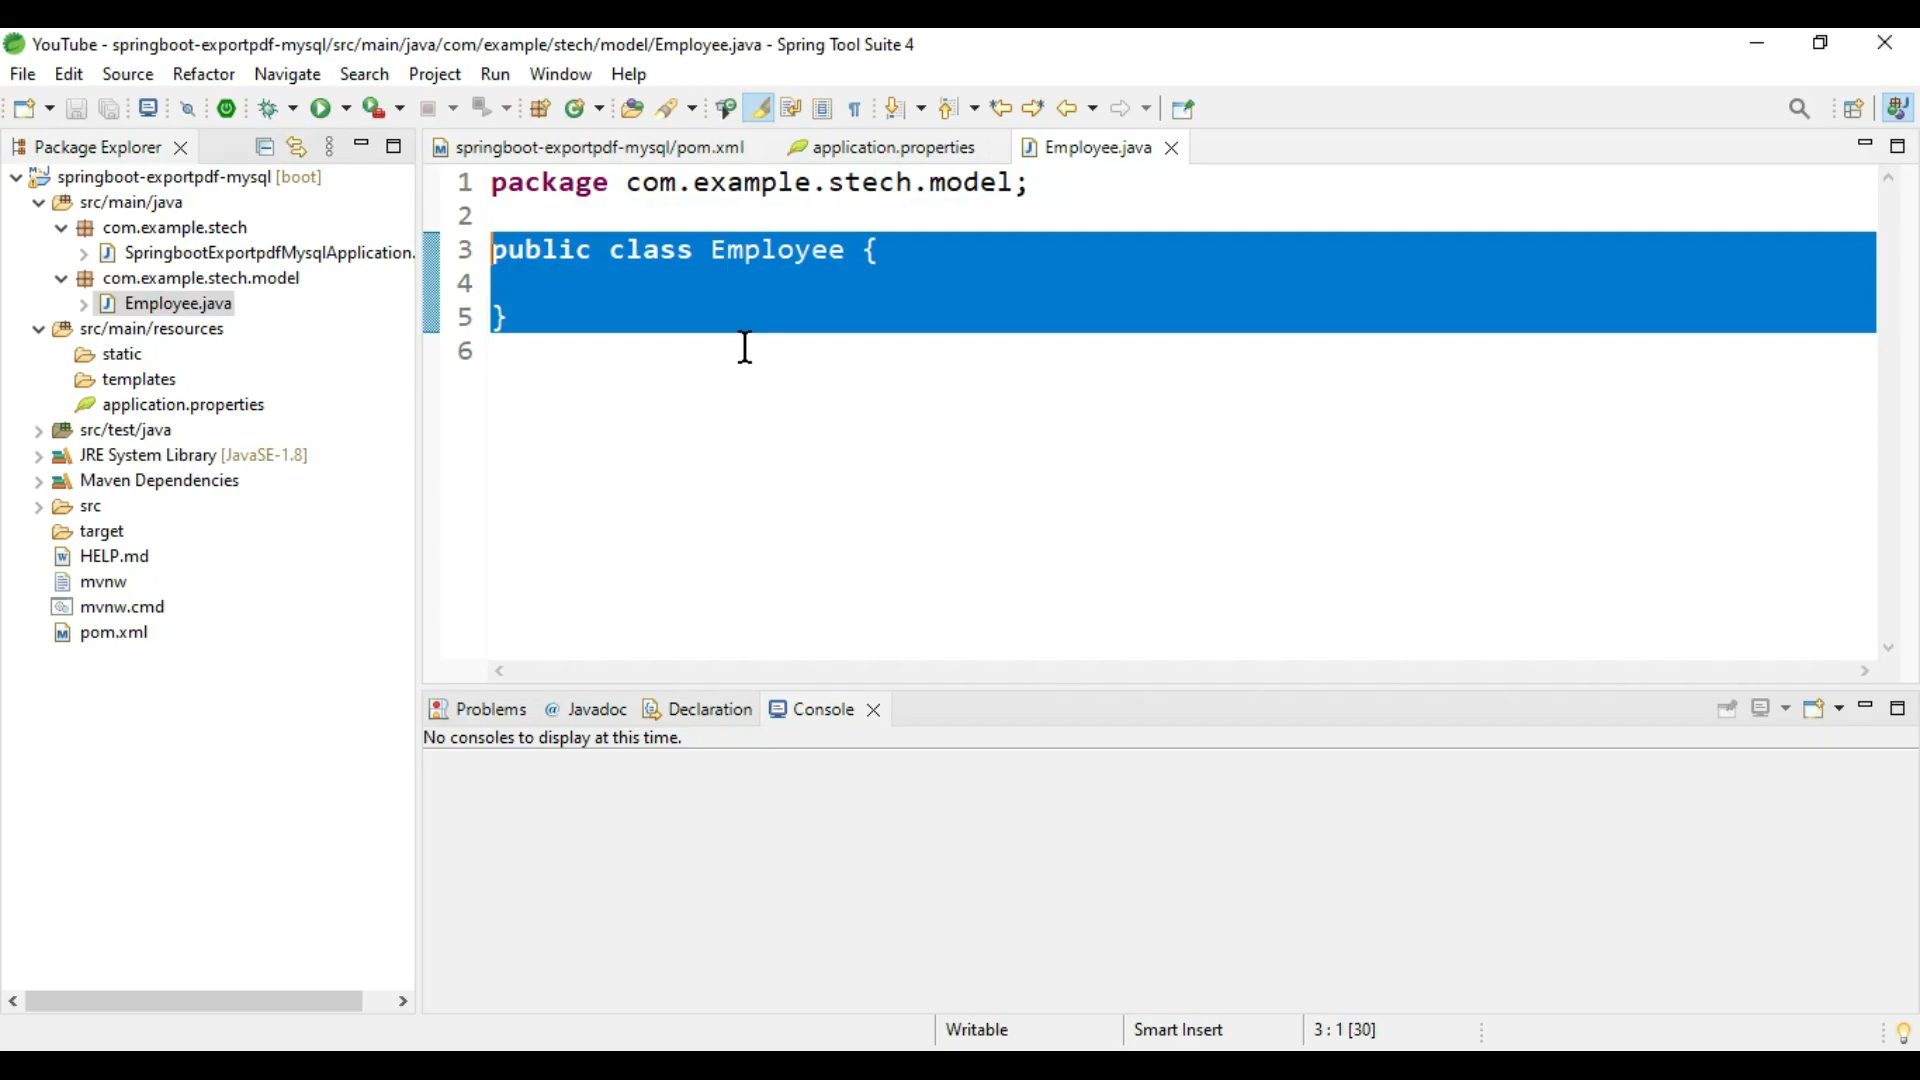 YouTube - springboot-exportpdf-mysql/src/main/java/com/example/stech/model/Employee.java - Spring Tool Suite 4
File Edit Source Refactor Navigate Search Project Run Window Help
Package Explorer
springboot-exportpdf-mysql [boot]
src/main/java
com.example.stech
SpringbootExportpdfMysqlApplication.
com.example.stech.model
Employee.java
src/main/resources
static
templates
application.properties
src/test/java
JRE System Library [JavaSE-1.8]
Maven Dependencies
src
target
HELP.md
mvnw
mvnw.cmd
pom.xml
springboot-exportpdf-mysql/pom.xml application.properties Employee.java
1 package com.example.stech.model;
2
3 public class Employee {
4
5 }
6
Problems Javadoc Declaration Console
No consoles to display at this time.
Writable Smart Insert 3 : 1 [30]